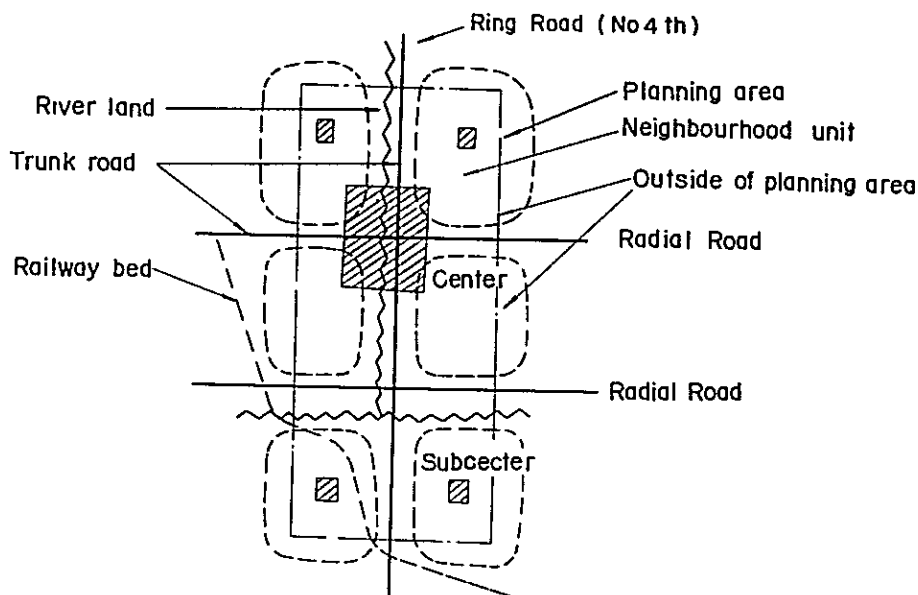 Ring Road (No 4 th)
River land
Planning area
Neighbourhood unit
Trunk road
Outside of planning area
Radial Road
Railway bed
Center
Radial Road
Subcecter